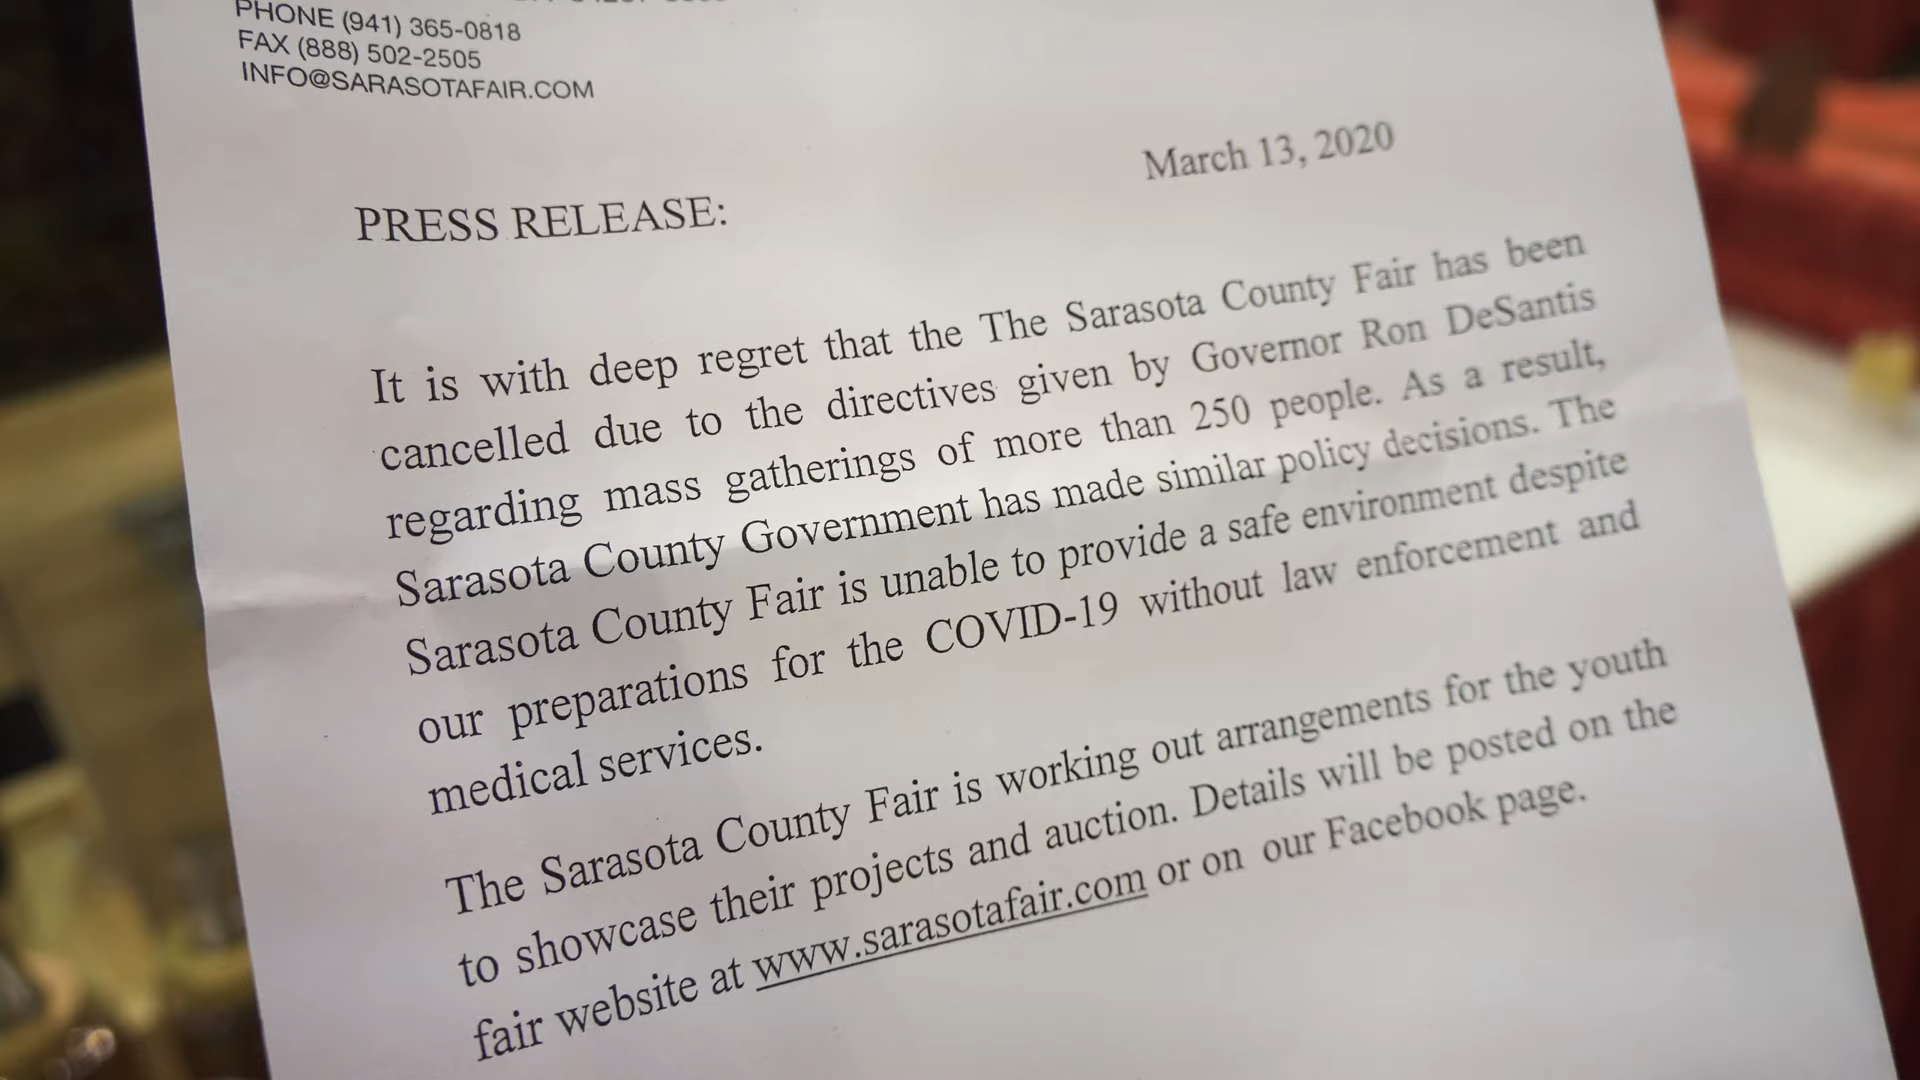 PHONE (941) 365-0818
FAX (888) 502-2505
INFO@SARASOTAFAIR.COM
March 13, 2020
PRESS RELEASE:
It is with deep regret that the The Sarasota County Fair has been
cancelled due to the directives given by Governor Ron DeSantis
regarding mass gatherings of more than 250 people. As a result,
Sarasota County Government has made similar policy decisions. The
Sarasota County Fair is unable to provide a safe environment despite
our preparations for the COVID-19 without law enforcement and
medical services.
The Sarasota County Fair is working out arrangements for the youth
to showcase their projects and auction. Details will be posted on the
fair website at www.sarasotafair.com or on our Facebook page.